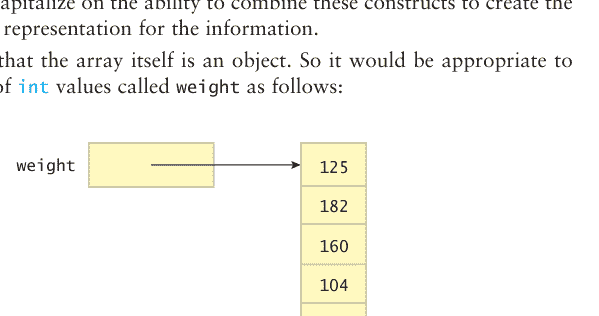 apitalize on the ability to combine these constructs to create the
representation for the information.
that the array itself is an object. So it would be appropriate to
of int values called weight as follows:
weight
125
182
160
104